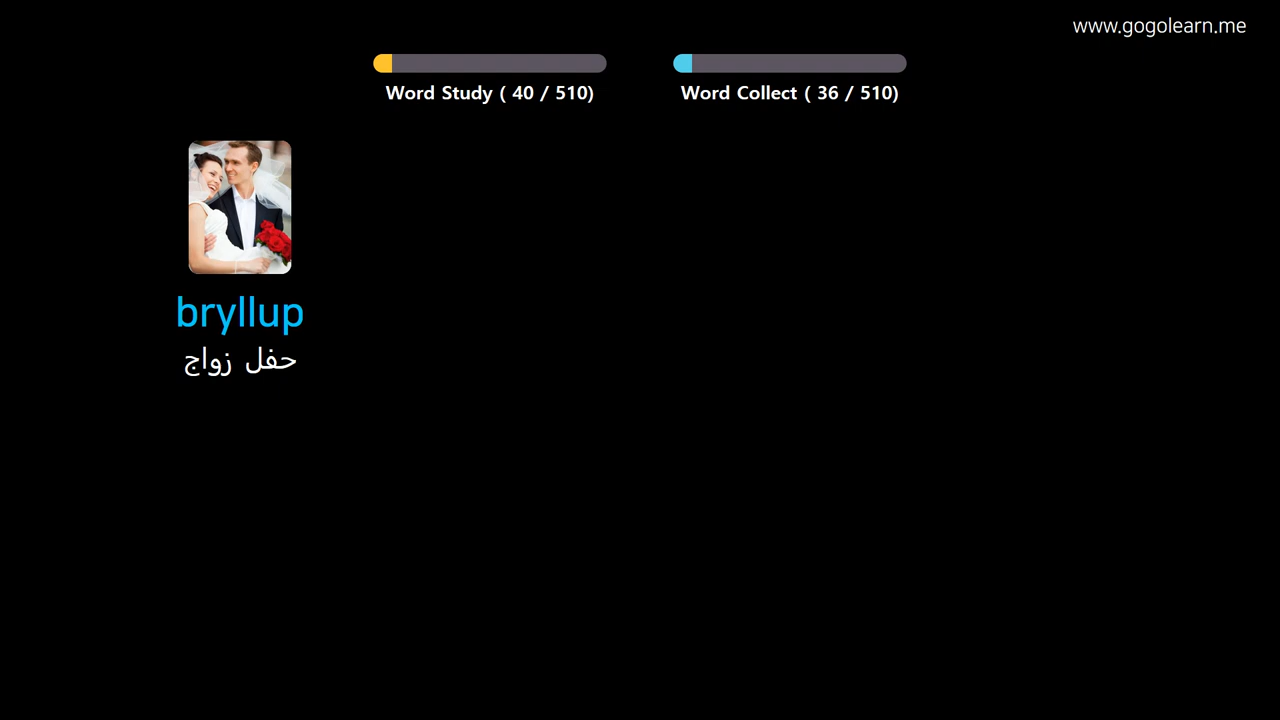 www.gogolearn.me
Word Study ( 40 / 510)
Word Collect ( 36 / 510)
bryllup
حفل زواج